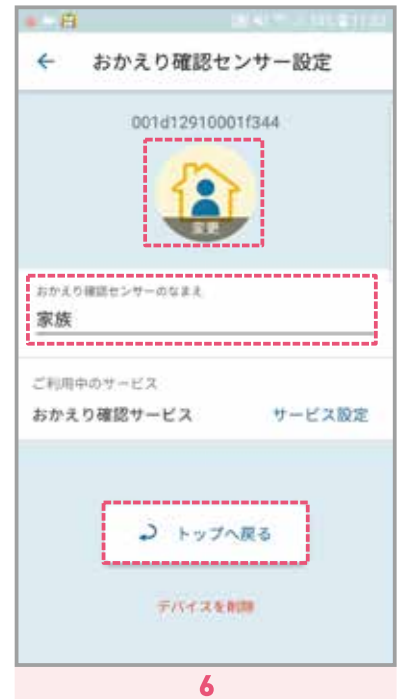 ← おかえり確認センサー設定
001d12910001f344
変更
おかえり確認センサーのなまえ
家族
ご利用中のサービス
おかえり確認サービス サービス設定
トップへ戻る
デバイスを削除
6